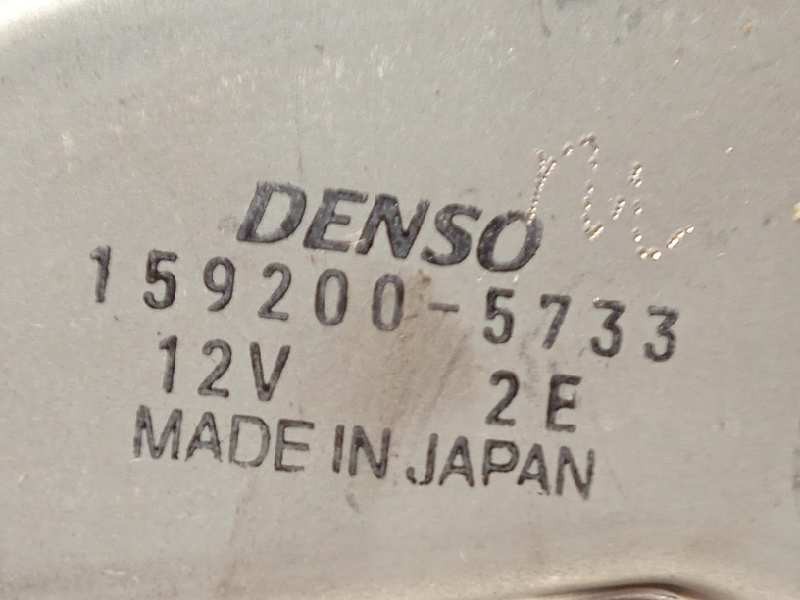 DENSO
159200-5733
12V 2E
MADE IN JAPAN